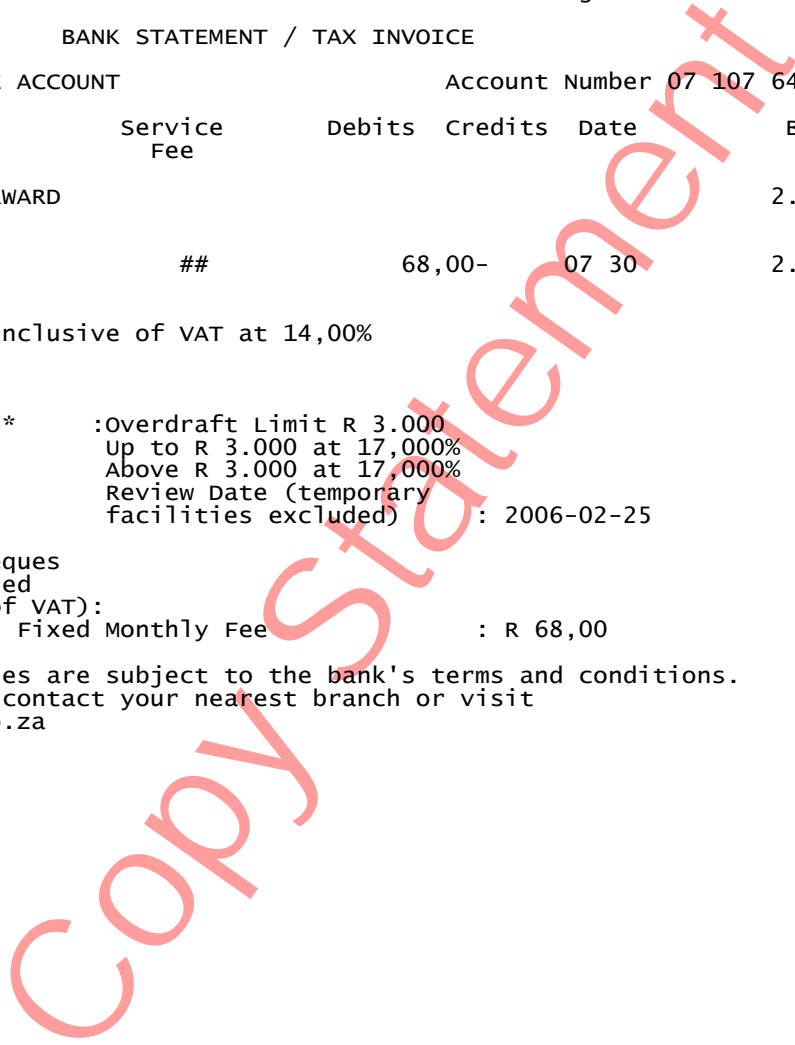 BANK STATEMENT / TAX INVOICE
ACCOUNT Account Number 07 107 64
Service Debits Credits Date
Fee
WARD 2.
## 68,00- 07 30 2.
nclusive of VAT at 14,00%
* :Overdraft Limit R 3.000
Up to R 3.000 at 17,000%
Above R 3.000 at 17,000%
Review Date (temporary
facilities excluded) : 2006-02-25
ques
ed
of VAT):
Fixed Monthly Fee : R 68,00
es are subject to the bank's terms and conditions.
contact your nearest branch or visit
.za
Copy Statement